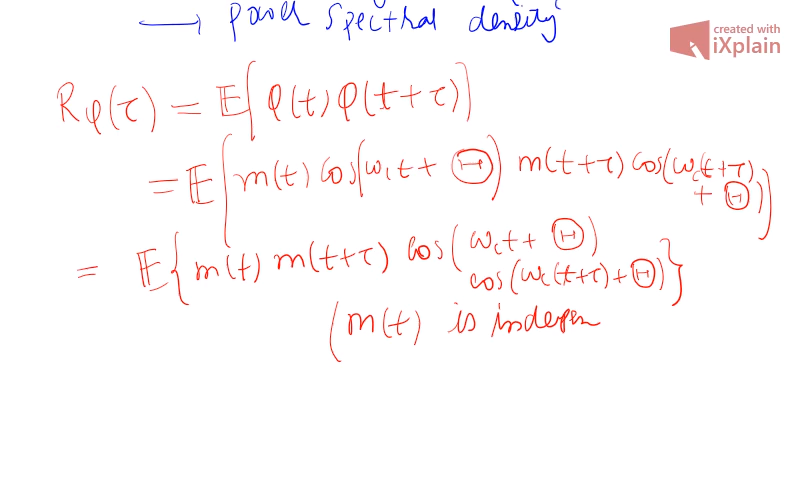 → power spectral density
created with
iXplain
Rφ(τ) = E[φ(t) φ(t+τ)]
= E[m(t) cos(ωct + Θ) m(t+τ) cos(ωc(t+τ)
+ Θ)]
= E{m(t) m(t+τ) cos(ωct + Θ)
cos(ωc(t+τ)+Θ)}
(m(t) is indepen